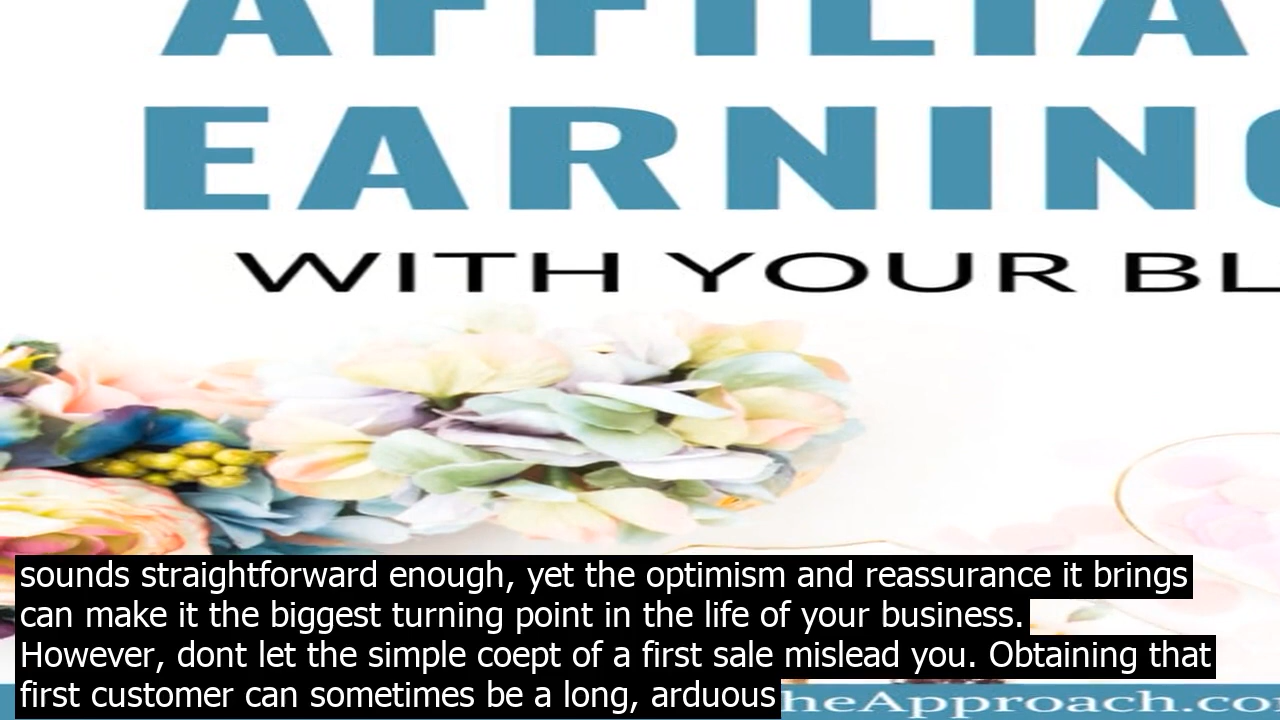 AFFILIA
EARNING
WITH YOUR BL
sounds straightforward enough, yet the optimism and reassurance it brings
can make it the biggest turning point in the life of your business.
However, dont let the simple coept of a first sale mislead you. Obtaining that
first customer can sometimes be a long, arduous
heApproach.co